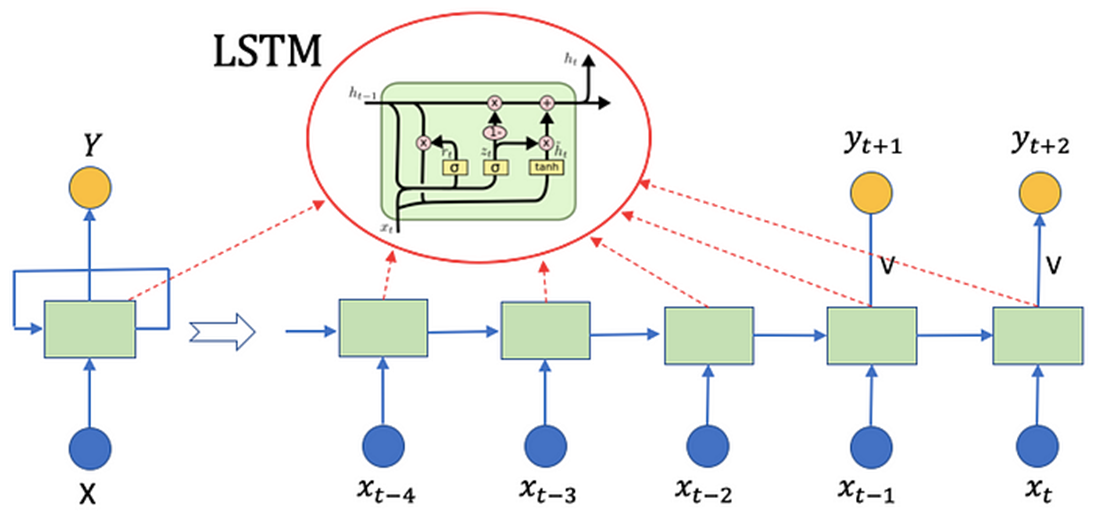 LSTM
h_t
h_{t-1}
x
+
1-
x
x
r_t
z_t
h̃_t
σ
σ
tanh
x_t
Y
y_{t+1}
y_{t+2}
V
V
X
x_{t-4}
x_{t-3}
x_{t-2}
x_{t-1}
x_t